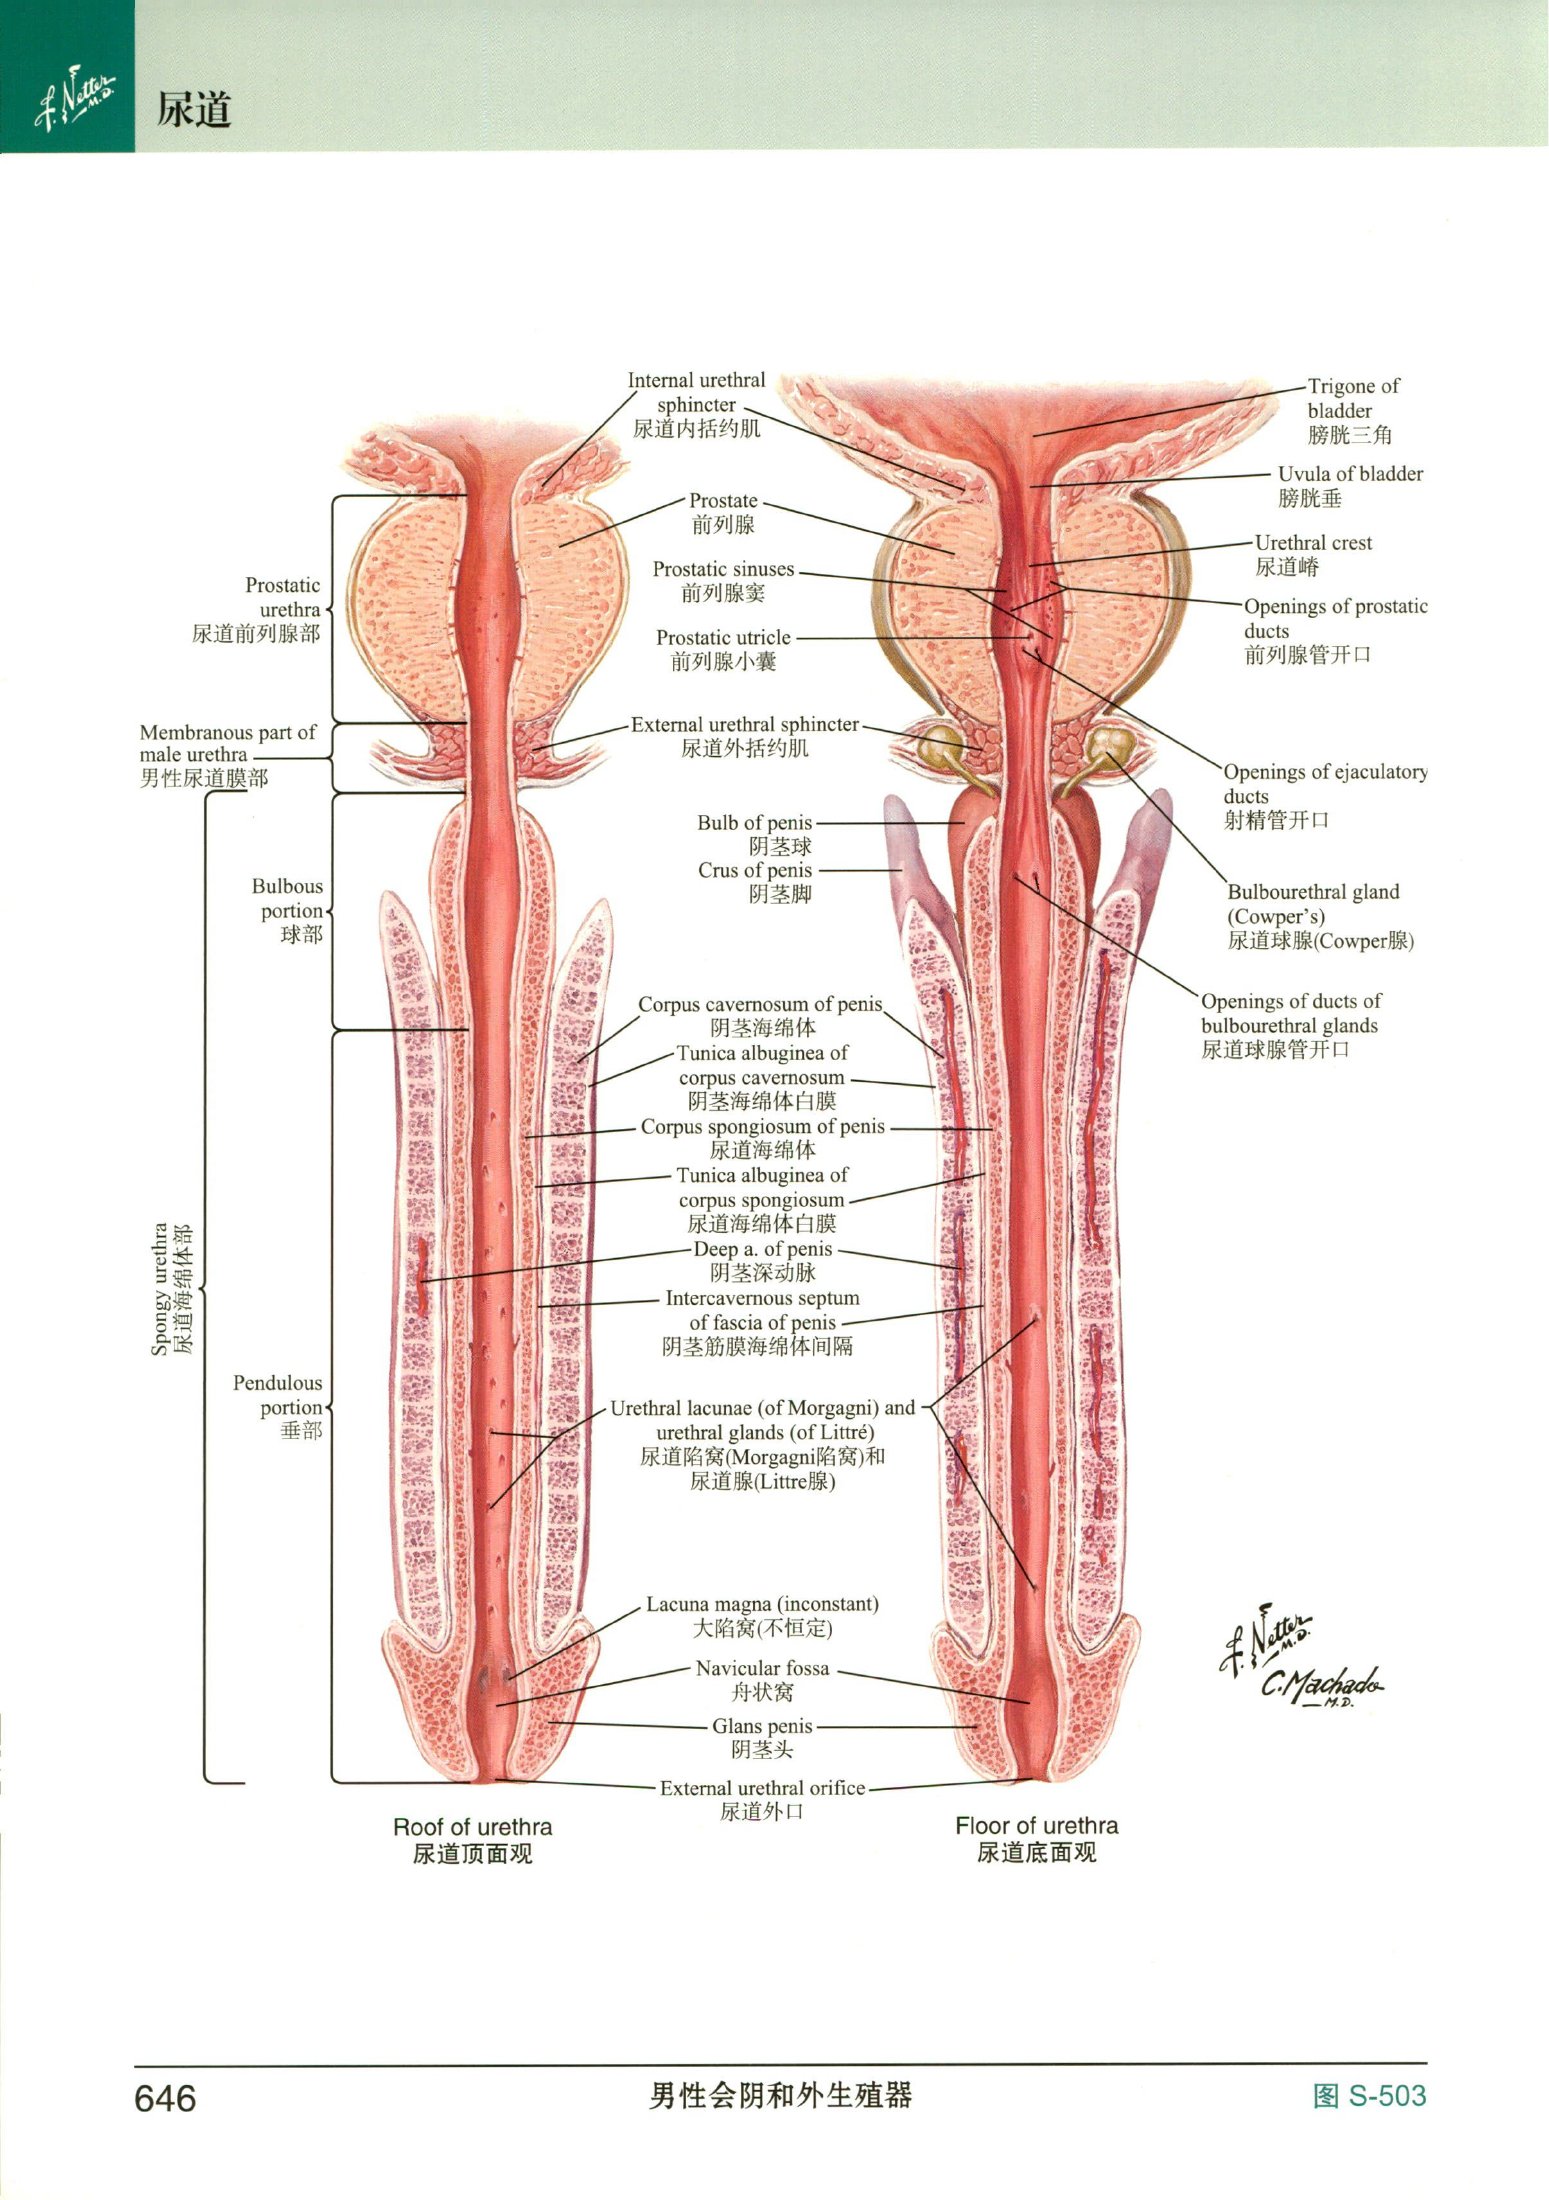 F. Netter
M.D.
尿道
Internal urethral
sphincter
尿道内括约肌
Prostate
前列腺
Prostatic sinuses
前列腺窦
Prostatic utricle
前列腺小囊
External urethral sphincter
尿道外括约肌
Bulb of penis
阴茎球
Crus of penis
阴茎脚
Corpus cavernosum of penis
阴茎海绵体
Tunica albuginea of
corpus cavernosum
阴茎海绵体白膜
Corpus spongiosum of penis
尿道海绵体
Tunica albuginea of
corpus spongiosum
尿道海绵体白膜
Deep a. of penis
阴茎深动脉
Intercavernous septum
of fascia of penis
阴茎筋膜海绵体间隔
Urethral lacunae (of Morgagni) and
urethral glands (of Littré)
尿道陷窝(Morgagni陷窝)和
尿道腺(Littre腺)
Lacuna magna (inconstant)
大陷窝(不恒定)
Navicular fossa
舟状窝
Glans penis
阴茎头
External urethral orifice
尿道外口
Prostatic
urethra
尿道前列腺部
Membranous part of
male urethra
男性尿道膜部
Bulbous
portion
球部
Spongy urethra
尿道海绵体部
Pendulous
portion
垂部
Trigone of
bladder
膀胱三角
Uvula of bladder
膀胱垂
Urethral crest
尿道嵴
Openings of prostatic
ducts
前列腺管开口
Openings of ejaculatory
ducts
射精管开口
Bulbourethral gland
(Cowper's)
尿道球腺(Cowper腺)
Openings of ducts of
bulbourethral glands
尿道球腺管开口
F. Netter
M.D.
C. Machado
M.D.
Roof of urethra
尿道顶面观
Floor of urethra
尿道底面观
646
男性会阴和外生殖器
图 S-503